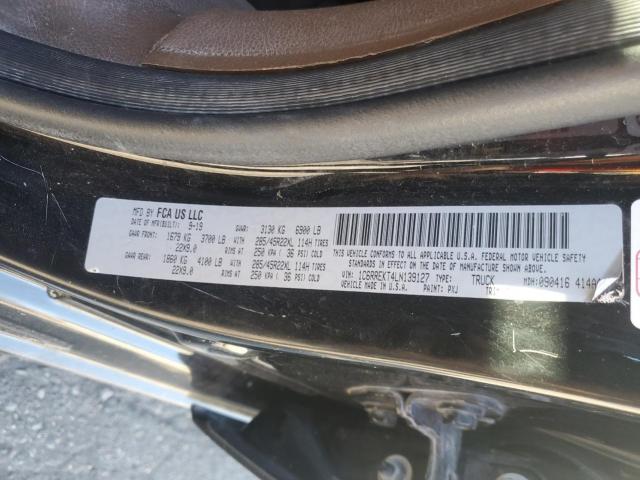 MFD BY FCA US LLC
DATE OF MFR(BUILT): 9-19 GVWR: 3130 KG 6900 LB
GAWR FRONT: 1679 KG 3700 LB WITH 285/45R22XL 114H TIRES
22X9.0 RIMS AT 250 KPA ( 36 PSI) COLD
GAWR REAR: 1860 KG 4100 LB WITH 285/45R22XL 114H TIRES
22X9.0 RIMS AT 250 KPA ( 36 PSI) COLD
THIS VEHICLE CONFORMS TO ALL APPLICABLE U.S.A. FEDERAL MOTOR VEHICLE SAFETY
STANDARDS IN EFFECT ON THE DATE OF MANUFACTURE SHOWN ABOVE.
VIN: 1C6RREKT4LN139127 TYPE: TRUCK MDH: 090416 414A
VEHICLE MADE IN U.S.A. PAINT: PXJ